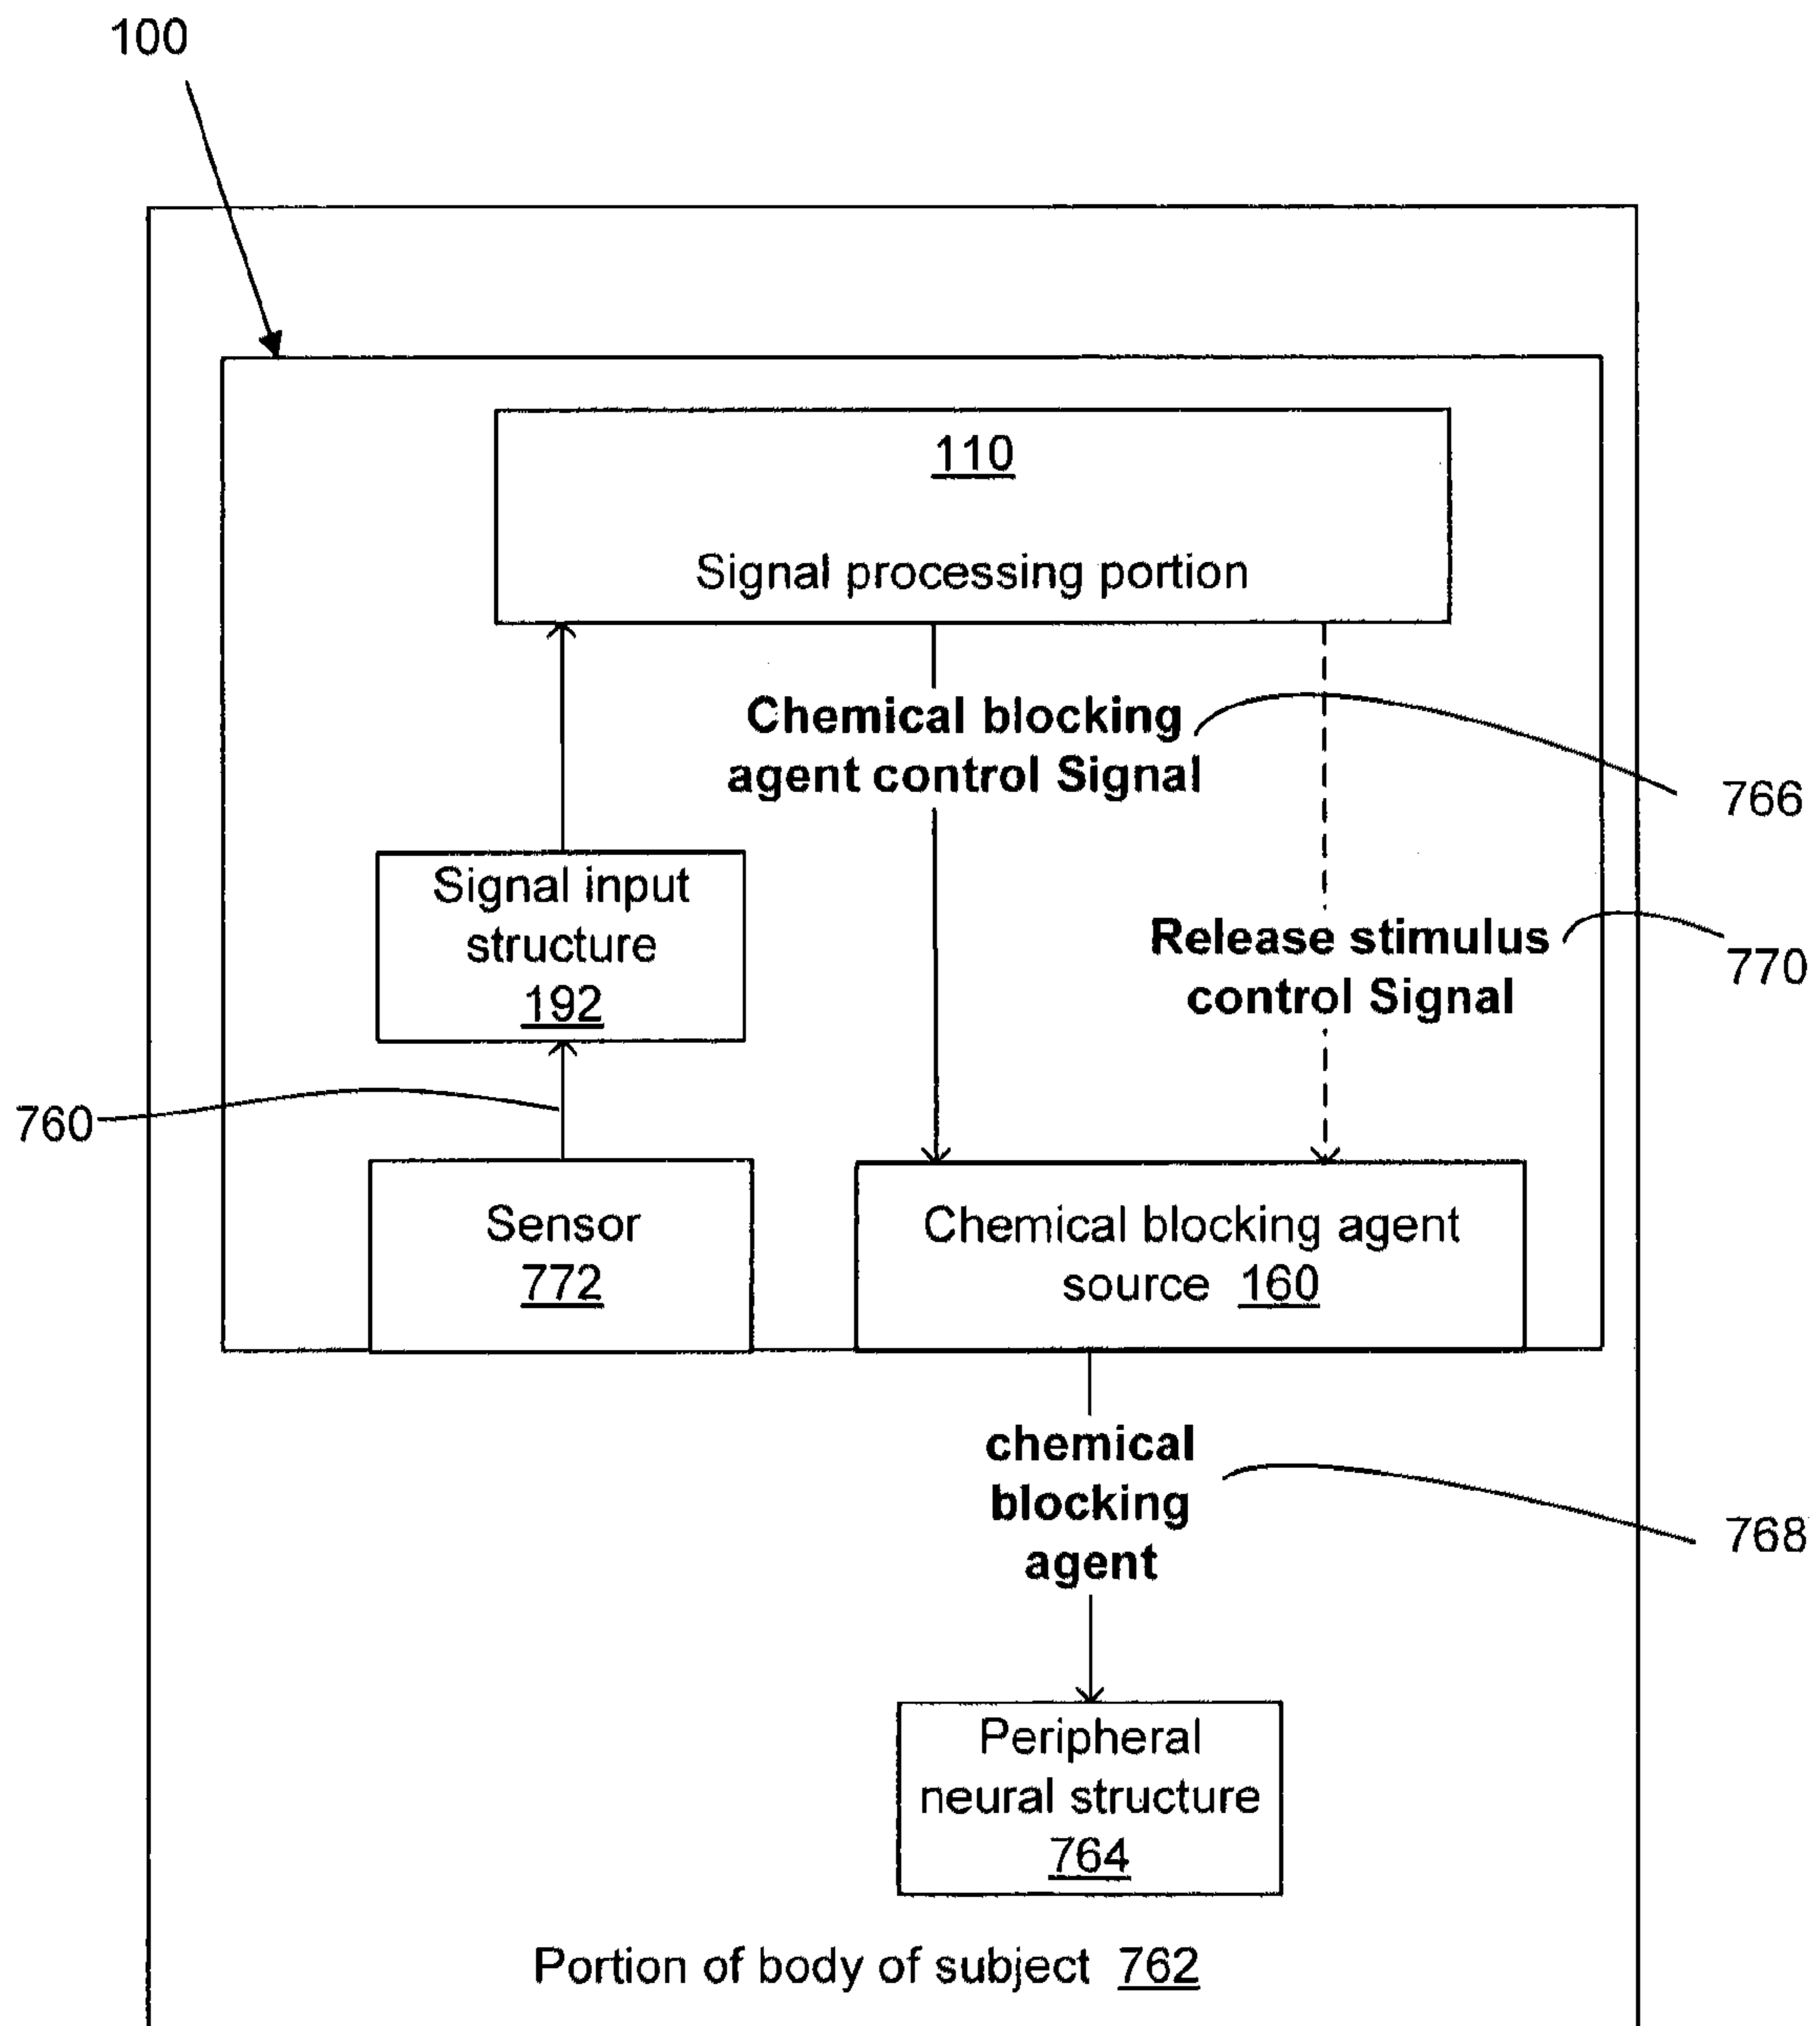 100
110
Signal processing portion
Chemical blocking
agent control Signal
766
Signal input
structure
192
Release stimulus
control Signal
770
760
Sensor
772
Chemical blocking agent
source 160
chemical
blocking
agent
768
Peripheral
neural structure
764
Portion of body of subject 762